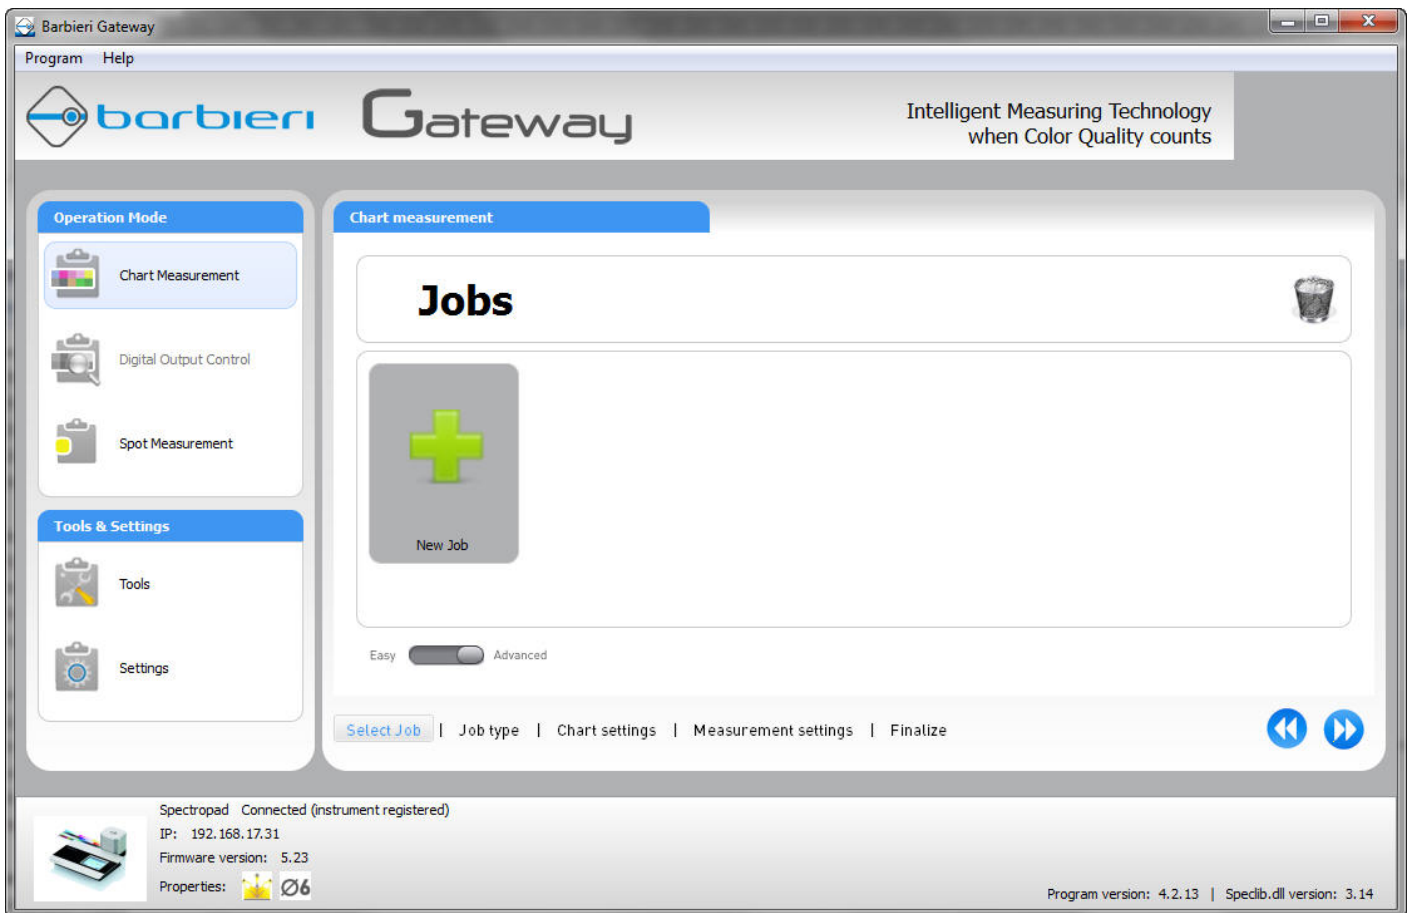 Barbieri Gateway
Program Help
barbieri Gateway
Intelligent Measuring Technology
when Color Quality counts
Operation Mode
Chart Measurement
Digital Output Control
Spot Measurement
Tools & Settings
Tools
Settings
Chart measurement
Jobs
New Job
Easy Advanced
Select Job | Job type | Chart settings | Measurement settings | Finalize
Spectropad Connected (instrument registered)
IP: 192.168.17.31
Firmware version: 5.23
Properties: Ø6
Program version: 4.2.13 | Speclib.dll version: 3.14